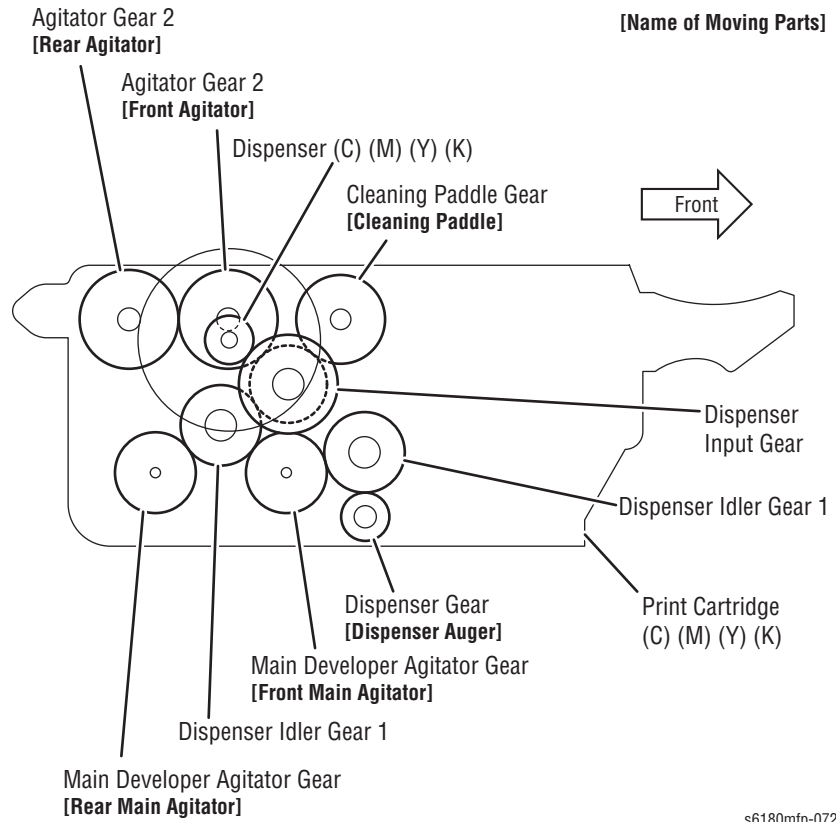 Agitator Gear 2
[Rear Agitator]
[Name of Moving Parts]
Agitator Gear 2
[Front Agitator]
Dispenser (C) (M) (Y) (K)
Cleaning Paddle Gear
[Cleaning Paddle]
Front
Dispenser
Input Gear
Dispenser Idler Gear 1
Print Cartridge
(C) (M) (Y) (K)
Dispenser Gear
[Dispenser Auger]
Main Developer Agitator Gear
[Front Main Agitator]
Dispenser Idler Gear 1
Main Developer Agitator Gear
[Rear Main Agitator]
s6180mfp-072